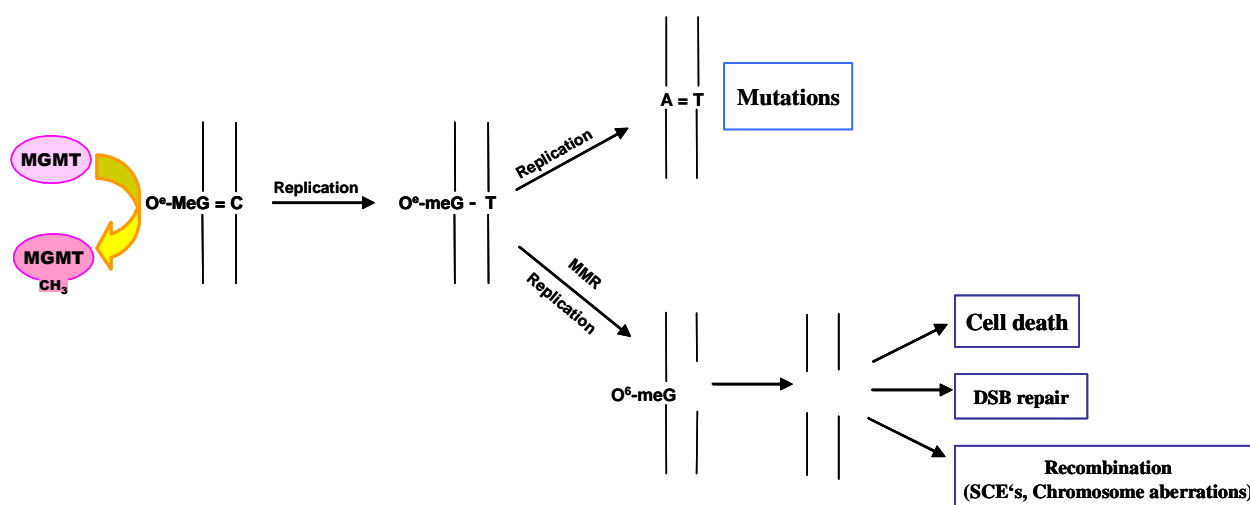 A = T
Mutations
Replication
MGMT
Oᵉ-MeG = C
Replication
Oᵉ-meG - T
MGMT
CH₃
MMR
Replication
O⁶-meG
Cell death
DSB repair
Recombination
(SCE‘s, Chromosome aberrations)